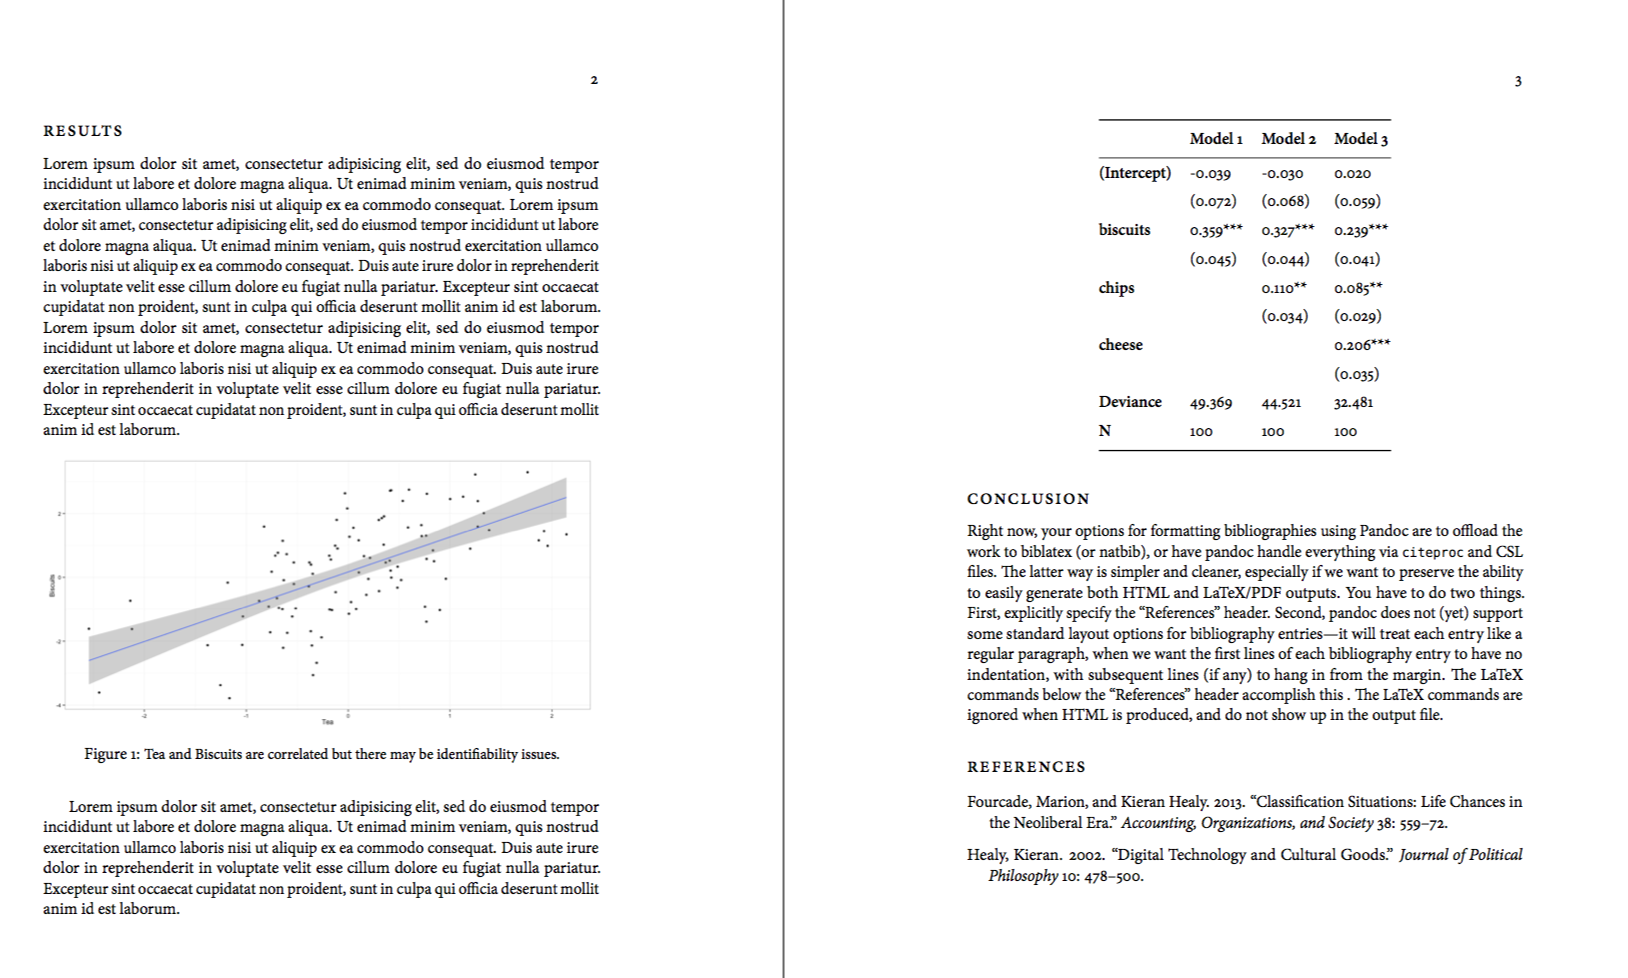 2
RESULTS
Lorem ipsum dolor sit amet, consectetur adipisicing elit, sed do eiusmod tempor
incididunt ut labore et dolore magna aliqua. Ut enimad minim veniam, quis nostrud
exercitation ullamco laboris nisi ut aliquip ex ea commodo consequat. Lorem ipsum
dolor sit amet, consectetur adipisicing elit, sed do eiusmod tempor incididunt ut labore
et dolore magna aliqua. Ut enimad minim veniam, quis nostrud exercitation ullamco
laboris nisi ut aliquip ex ea commodo consequat. Duis aute irure dolor in reprehenderit
in voluptate velit esse cillum dolore eu fugiat nulla pariatur. Excepteur sint occaecat
cupidatat non proident, sunt in culpa qui officia deserunt mollit anim id est laborum.
Lorem ipsum dolor sit amet, consectetur adipisicing elit, sed do eiusmod tempor
incididunt ut labore et dolore magna aliqua. Ut enimad minim veniam, quis nostrud
exercitation ullamco laboris nisi ut aliquip ex ea commodo consequat. Duis aute irure
dolor in reprehenderit in voluptate velit esse cillum dolore eu fugiat nulla pariatur.
Excepteur sint occaecat cupidatat non proident, sunt in culpa qui officia deserunt mollit
anim id est laborum.
Biscuits
2
0
-2
-4
-2 -1 0 1 2
Tea
Figure 1: Tea and Biscuits are correlated but there may be identifiability issues.
Lorem ipsum dolor sit amet, consectetur adipisicing elit, sed do eiusmod tempor
incididunt ut labore et dolore magna aliqua. Ut enimad minim veniam, quis nostrud
exercitation ullamco laboris nisi ut aliquip ex ea commodo consequat. Duis aute irure
dolor in reprehenderit in voluptate velit esse cillum dolore eu fugiat nulla pariatur.
Excepteur sint occaecat cupidatat non proident, sunt in culpa qui officia deserunt mollit
anim id est laborum.
3
Model 1 Model 2 Model 3
(Intercept) -0.039 -0.030 0.020
(0.072) (0.068) (0.059)
biscuits 0.359*** 0.327*** 0.239***
(0.045) (0.044) (0.041)
chips 0.110** 0.085**
(0.034) (0.029)
cheese 0.206***
(0.035)
Deviance 49.369 44.521 32.481
N 100 100 100
CONCLUSION
Right now, your options for formatting bibliographies using Pandoc are to offload the
work to biblatex (or natbib), or have pandoc handle everything via citeproc and CSL
files. The latter way is simpler and cleaner, especially if we want to preserve the ability
to easily generate both HTML and LaTeX/PDF outputs. You have to do two things.
First, explicitly specify the “References” header. Second, pandoc does not (yet) support
some standard layout options for bibliography entries—it will treat each entry like a
regular paragraph, when we want the first lines of each bibliography entry to have no
indentation, with subsequent lines (if any) to hang in from the margin. The LaTeX
commands below the “References” header accomplish this . The LaTeX commands are
ignored when HTML is produced, and do not show up in the output file.
REFERENCES
Fourcade, Marion, and Kieran Healy. 2013. “Classification Situations: Life Chances in
the Neoliberal Era.” Accounting, Organizations, and Society 38: 559–72.
Healy, Kieran. 2002. “Digital Technology and Cultural Goods.” Journal of Political
Philosophy 10: 478–500.